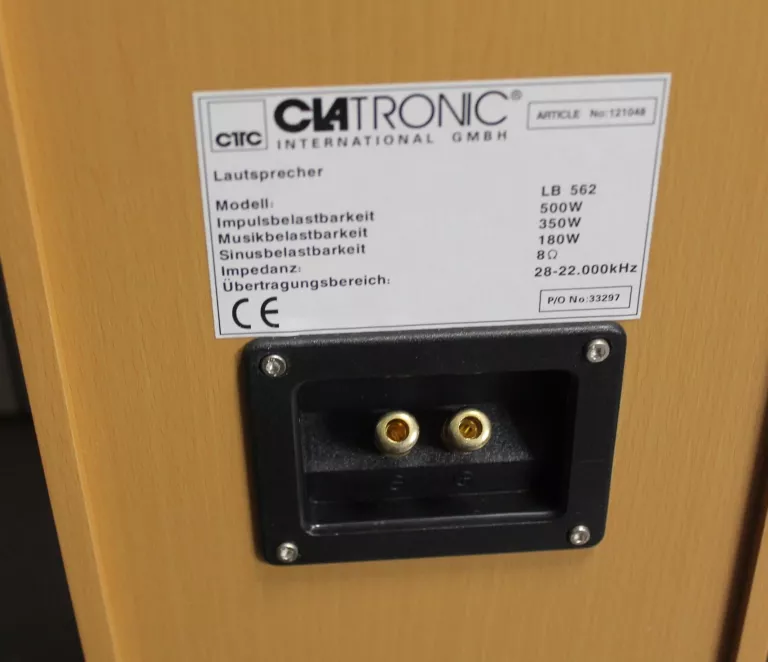 CTC
CLATRONIC®
INTERNATIONAL GMBH
ARTICLE No:121048
Lautsprecher
Modell: LB 562
Impulsbelastbarkeit 500W
Musikbelastbarkeit 350W
Sinusbelastbarkeit 180W
Impedanz: 8Ω
Übertragungsbereich: 28-22.000kHz
CE
P/O No:33297